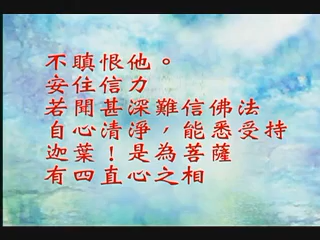 不瞋恨他。
安住信力
若聞甚深難信佛法
自心清淨，能悉受持
迦葉！是為菩薩
有四直心之相